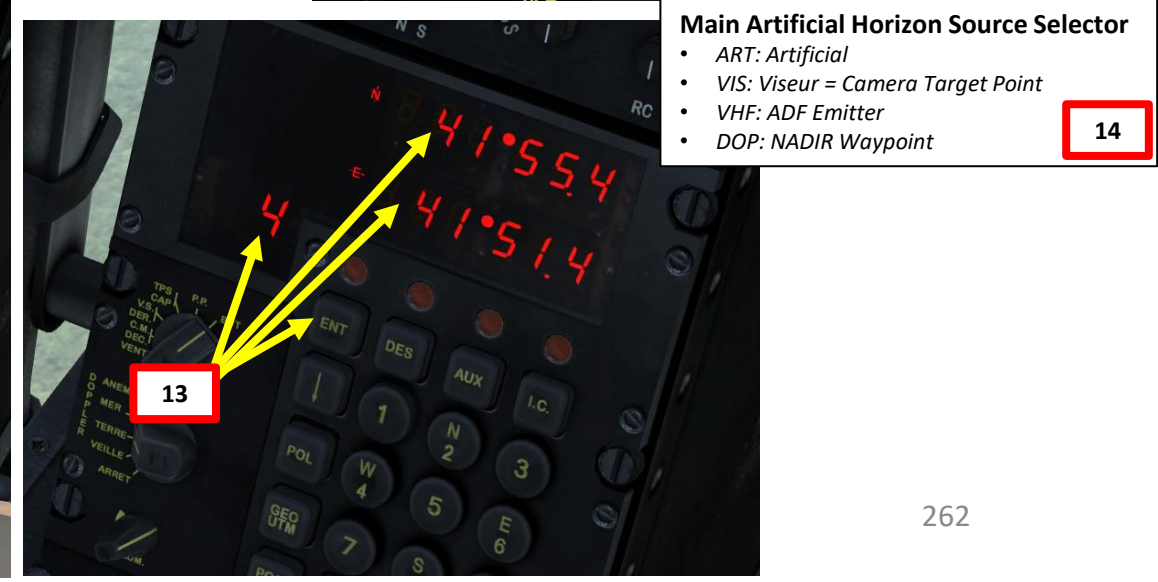 Main Artificial Horizon Source Selector
• ART: Artificial
• VIS: Viseur = Camera Target Point
• VHF: ADF Emitter
• DOP: NADIR Waypoint
14
N S
RC
N
41°55.4
E
41°51.4
4
TPS
CAP
P.P.
V.S.
DER.
C.M.
DEC.
VENT
DOPPLER
MER
TERRE
VEILLE
ARRET
13
ENT
DES
AUX
I.C.
↓
1
N
2
3
POL
W
4
5
E
6
GEO
UTM
7
S
262